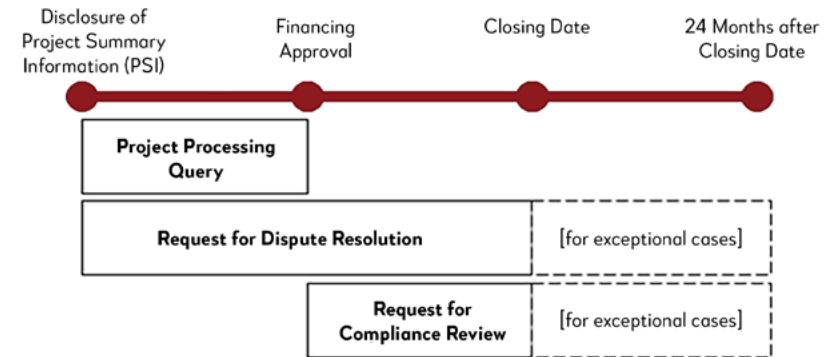 Disclosure of
Project Summary
Information (PSI)
Financing
Approval
Closing Date
24 Months after
Closing Date
Project Processing
Query
Request for Dispute Resolution
[for exceptional cases]
Request for
Compliance Review
[for exceptional cases]